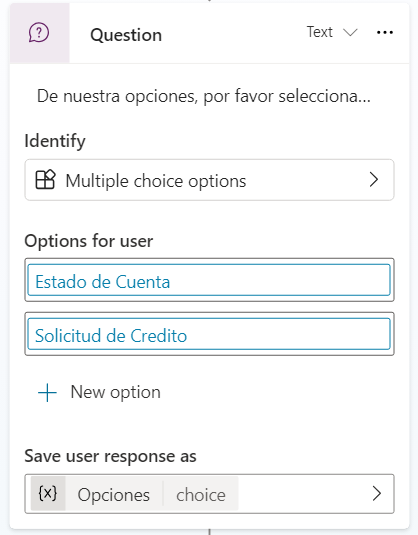 Question
Text
De nuestra opciones, por favor selecciona...
Identify
Multiple choice options
Options for user
Estado de Cuenta
Solicitud de Credito
New option
Save user response as
{x} Opciones choice